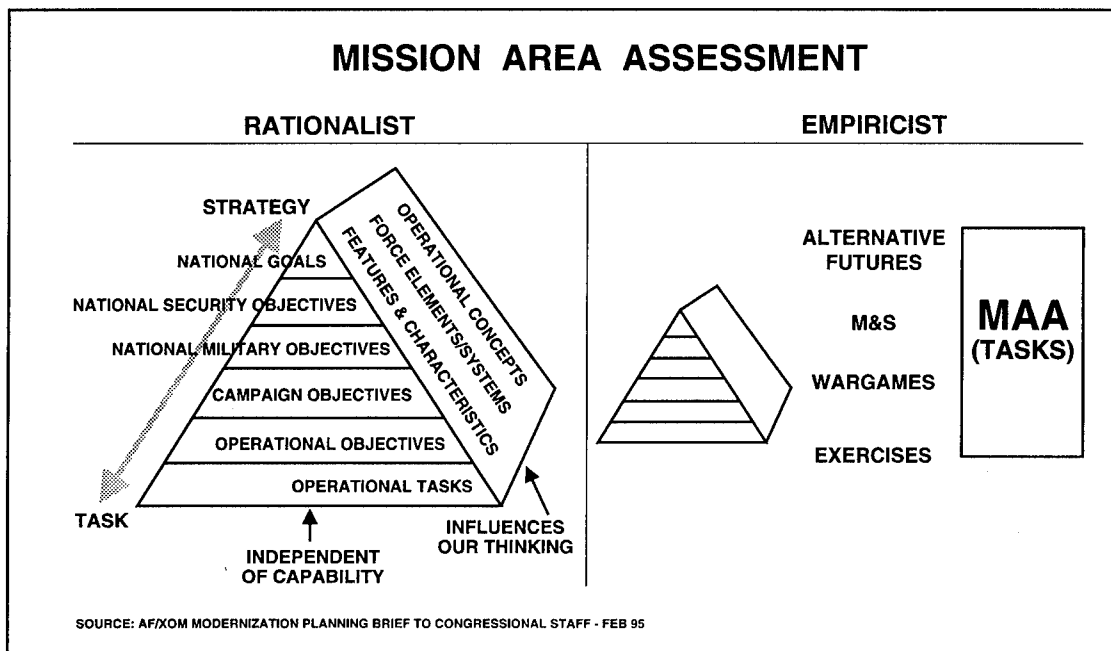 MISSION AREA ASSESSMENT
RATIONALIST
STRATEGY
NATIONAL GOALS
NATIONAL SECURITY OBJECTIVES
NATIONAL MILITARY OBJECTIVES
CAMPAIGN OBJECTIVES
OPERATIONAL OBJECTIVES
OPERATIONAL TASKS
TASK
OPERATIONAL CONCEPTS
FORCE ELEMENTS/SYSTEMS
FEATURES & CHARACTERISTICS
INDEPENDENT
OF CAPABILITY
INFLUENCES
OUR THINKING
EMPIRICIST
ALTERNATIVE
FUTURES
M&S
WARGAMES
EXERCISES
MAA
(TASKS)
SOURCE: AF/XOM MODERNIZATION PLANNING BRIEF TO CONGRESSIONAL STAFF - FEB 95